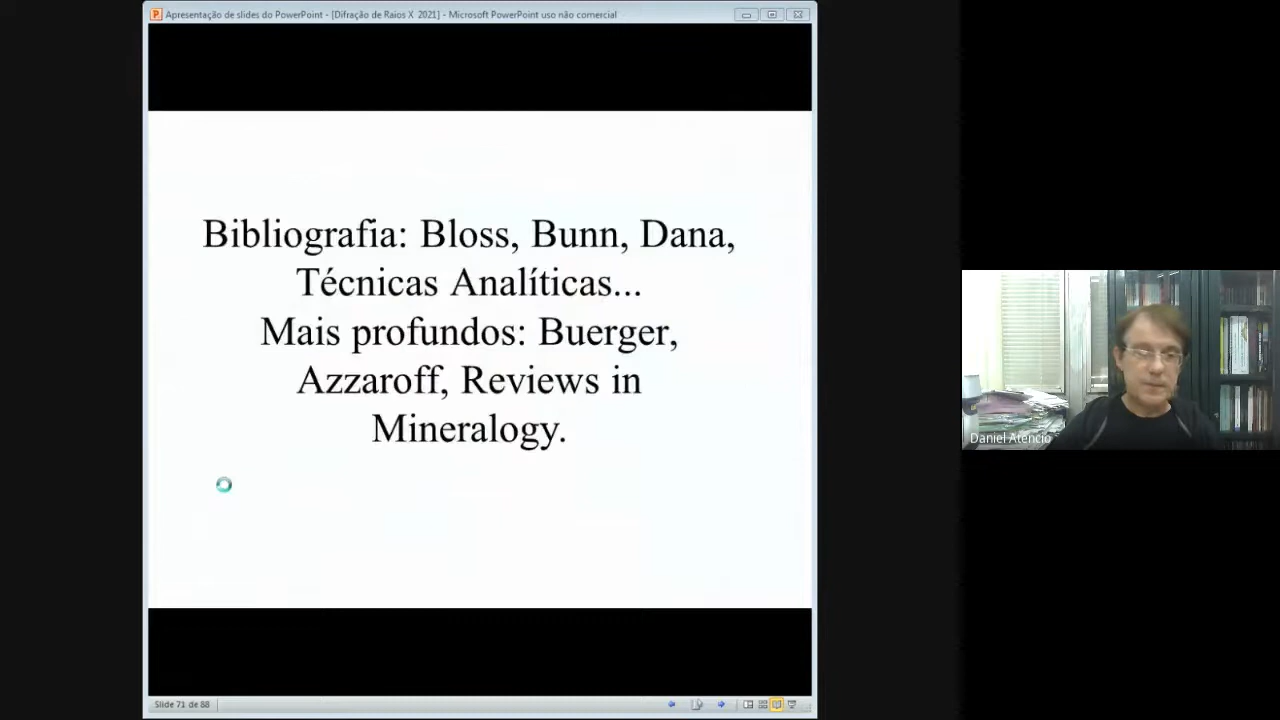 Apresentação de slides do PowerPoint - [Difração de Raios X 2021] - Microsoft PowerPoint uso não comercial
Bibliografia: Bloss, Bunn, Dana,
Técnicas Analíticas...
Mais profundos: Buerger,
Azzaroff, Reviews in
Mineralogy.
Daniel Atencio
Slide 71 de 88